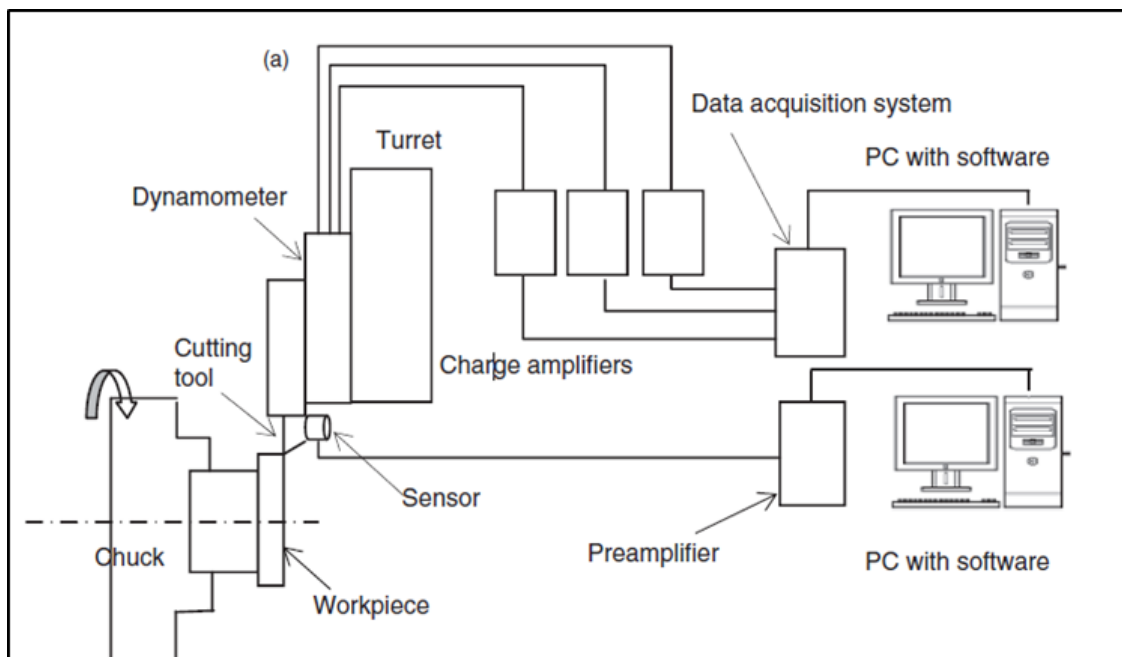 (a)
Data acquisition system
Turret
PC with software
Dynamometer
Cutting
tool
Charge amplifiers
Sensor
Chuck
Preamplifier
PC with software
Workpiece